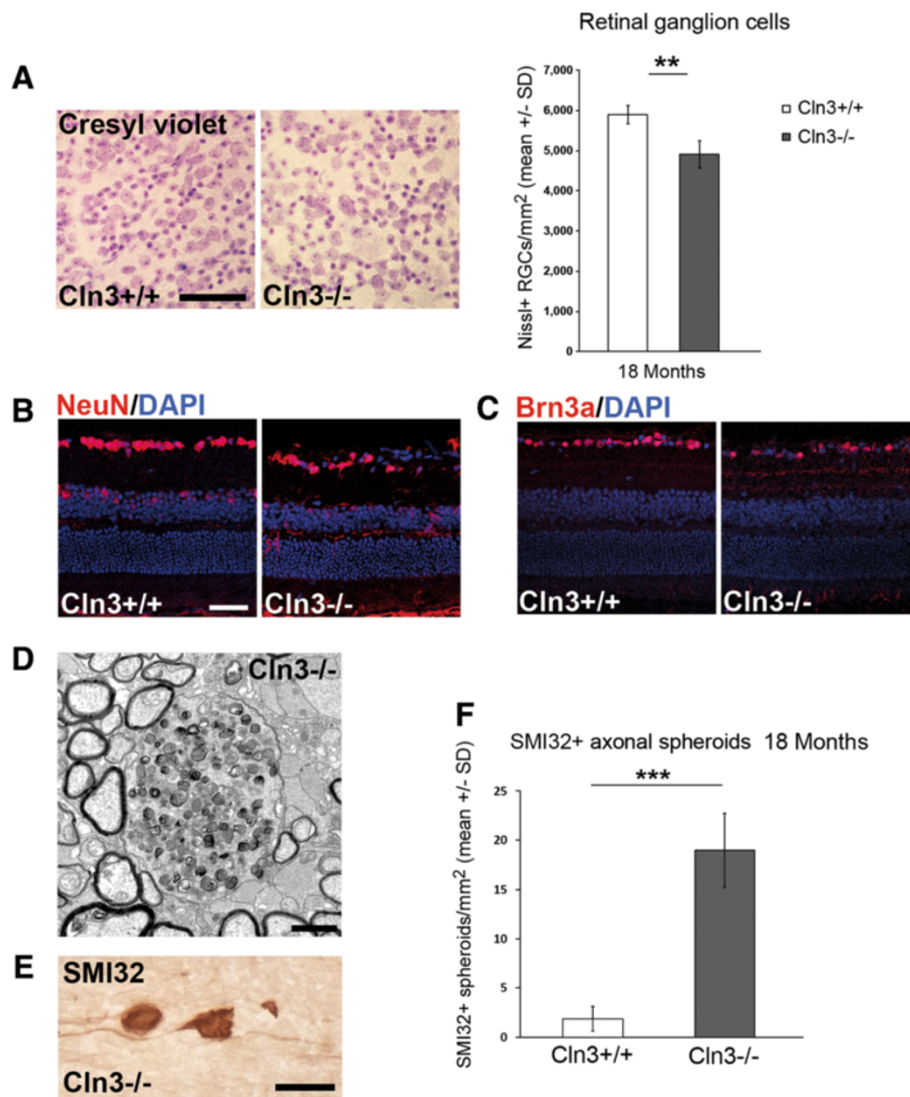 A
Cresyl violet
Cln3+/+
Cln3-/-
Retinal ganglion cells
Nissl+ RGCs/mm² (mean +/- SD)
7,000
6,000
5,000
4,000
3,000
2,000
1,000
0
**
Cln3+/+
Cln3-/-
18 Months
B
NeuN/DAPI
Cln3+/+
Cln3-/-
C
Brn3a/DAPI
Cln3+/+
Cln3-/-
D
Cln3-/-
E
SMI32
Cln3-/-
F
SMI32+ axonal spheroids 18 Months
SMI32+ spheroids/mm² (mean +/- SD)
25
20
15
10
5
0
***
Cln3+/+
Cln3-/-